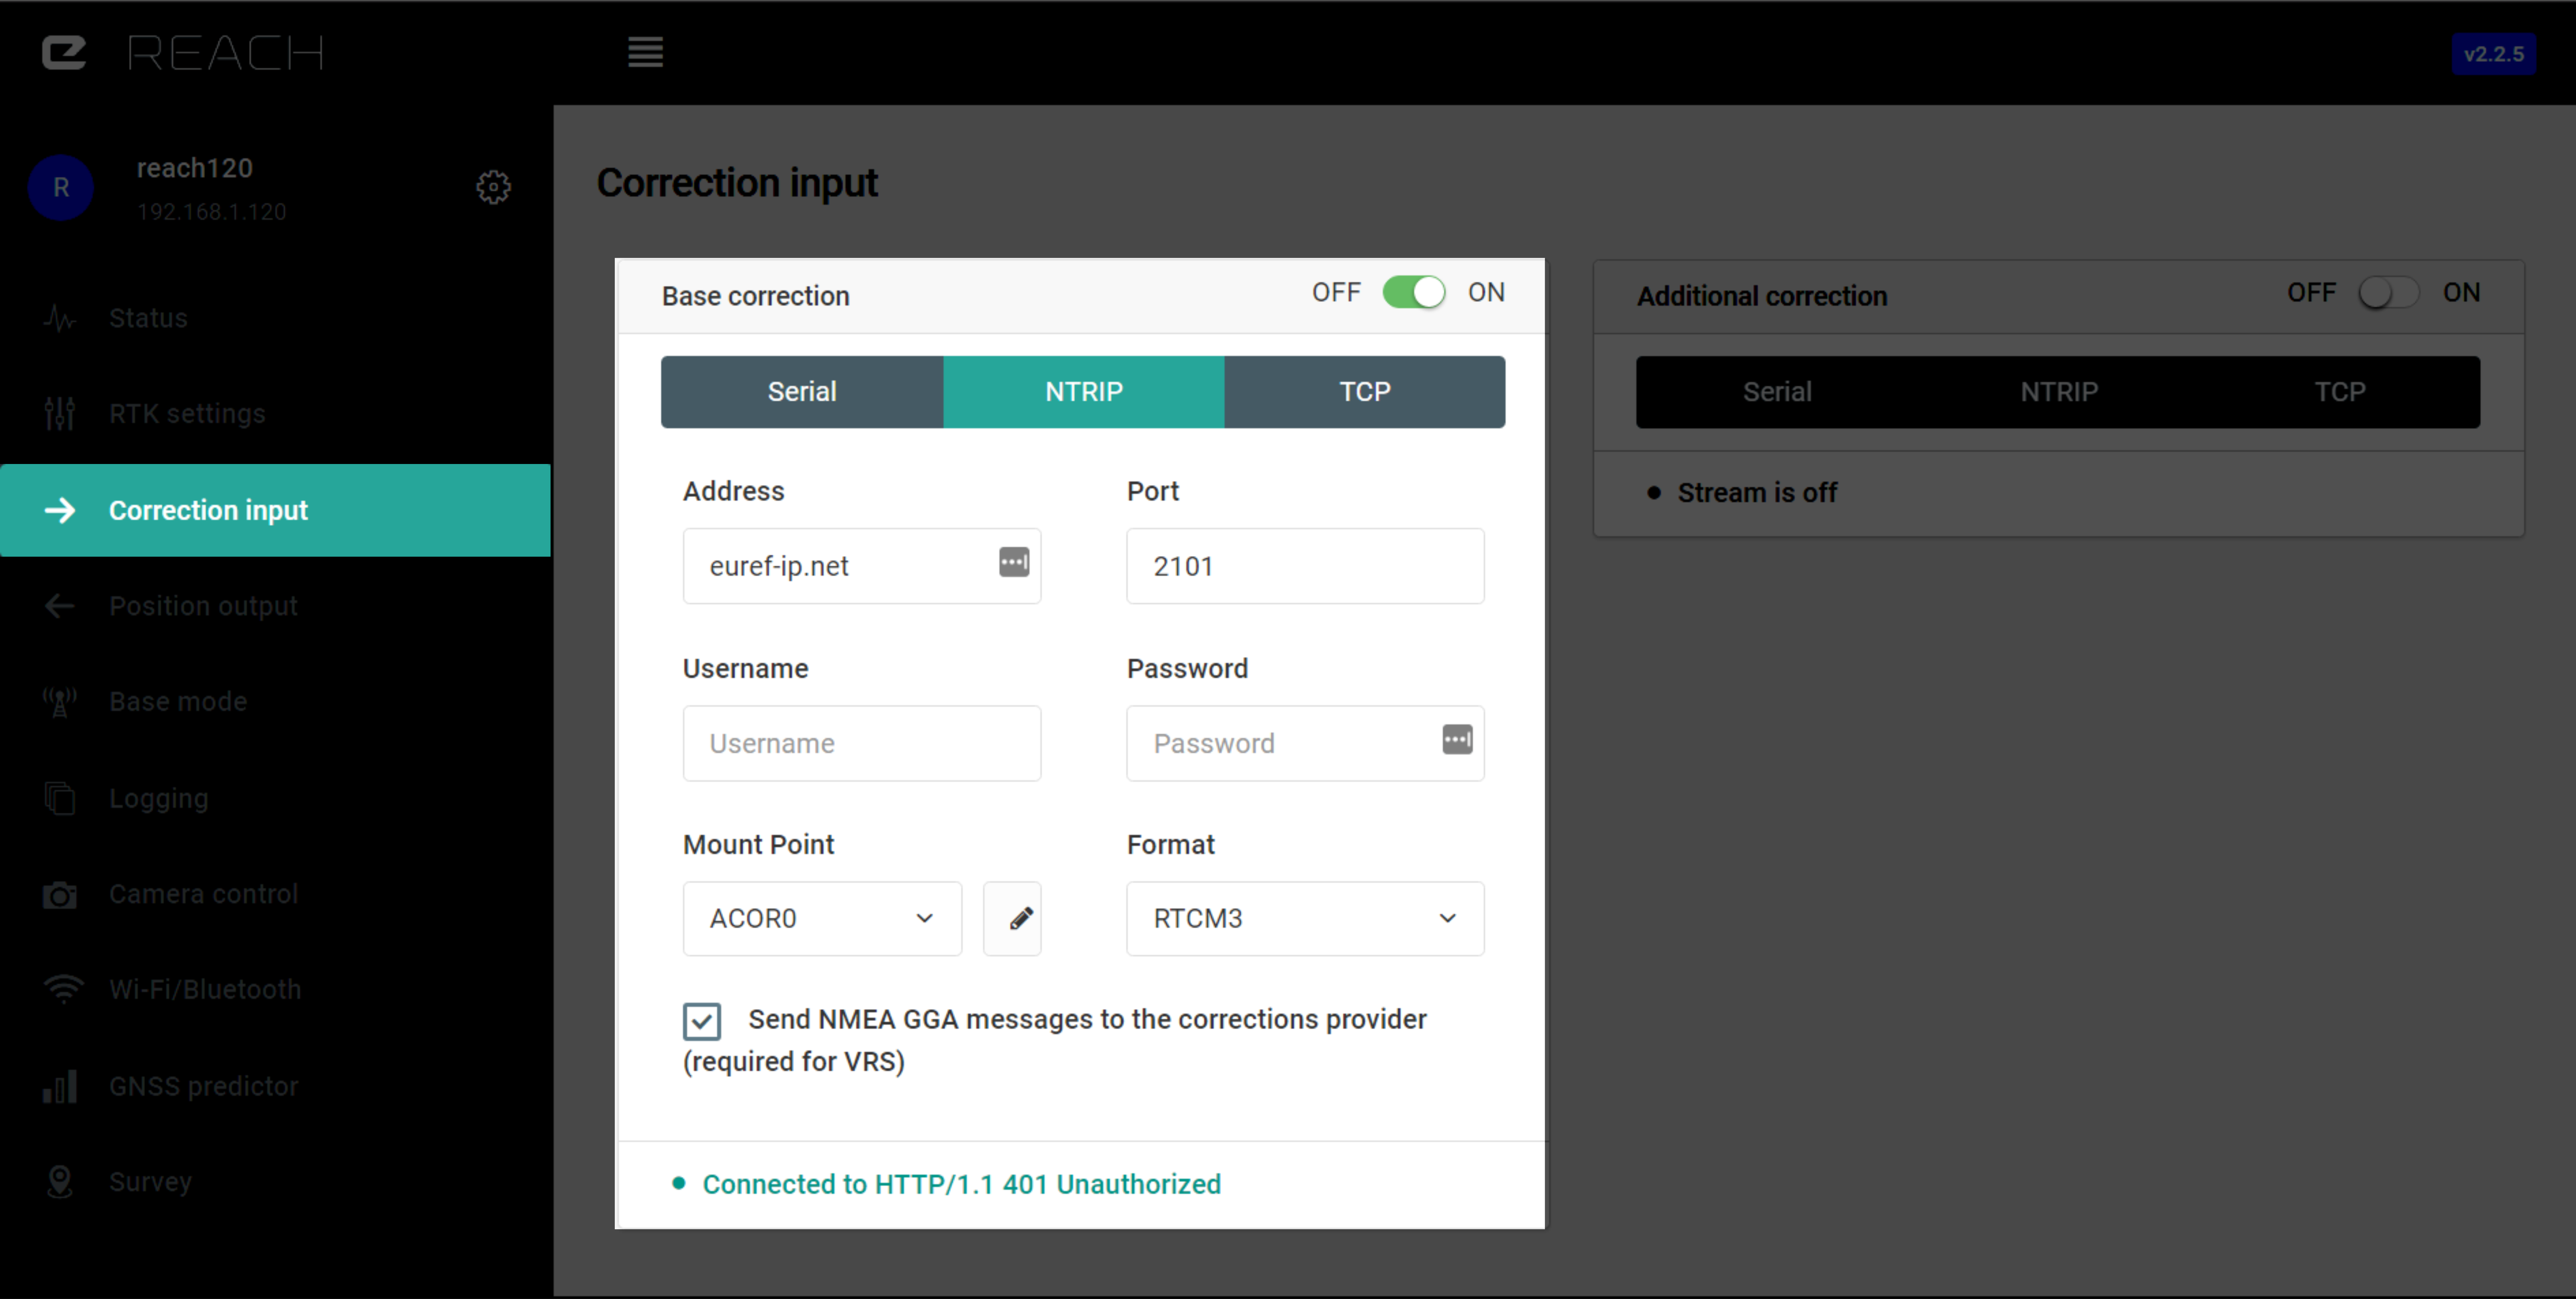 REACH
v2.2.5
R
reach120
192.168.1.120
Status
RTK settings
Correction input
Position output
Base mode
Logging
Camera control
Wi-Fi/Bluetooth
GNSS predictor
Survey
Correction input
Base correction
OFF ON
Serial NTRIP TCP
Address Port
euref-ip.net 2101
Username Password
Username Password
Mount Point Format
ACOR0 RTCM3
Send NMEA GGA messages to the corrections provider
(required for VRS)
Connected to HTTP/1.1 401 Unauthorized
Additional correction
OFF ON
Serial NTRIP TCP
Stream is off